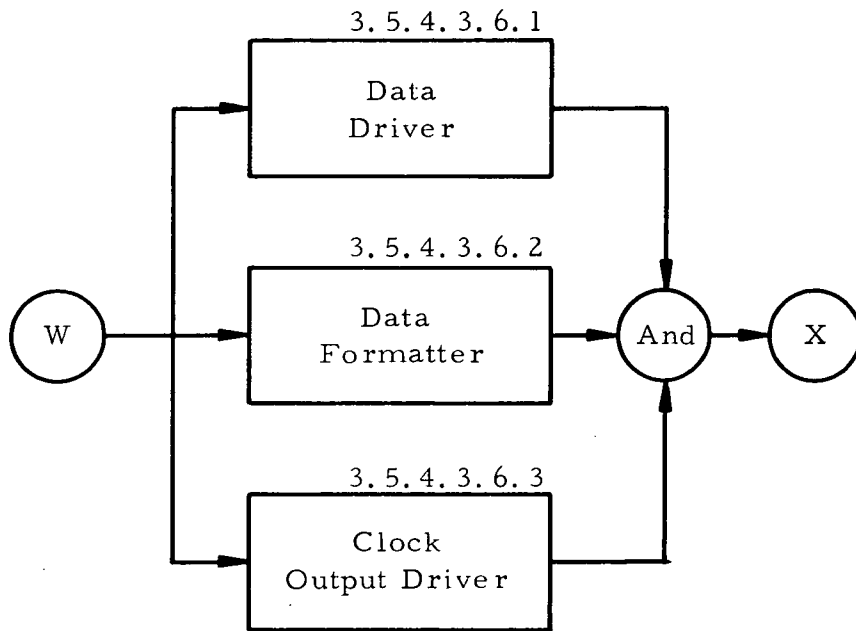 3.5.4.3.6.1
Data
Driver
3.5.4.3.6.2
W
Data
Formatter
And
X
3.5.4.3.6.3
Clock
Output Driver